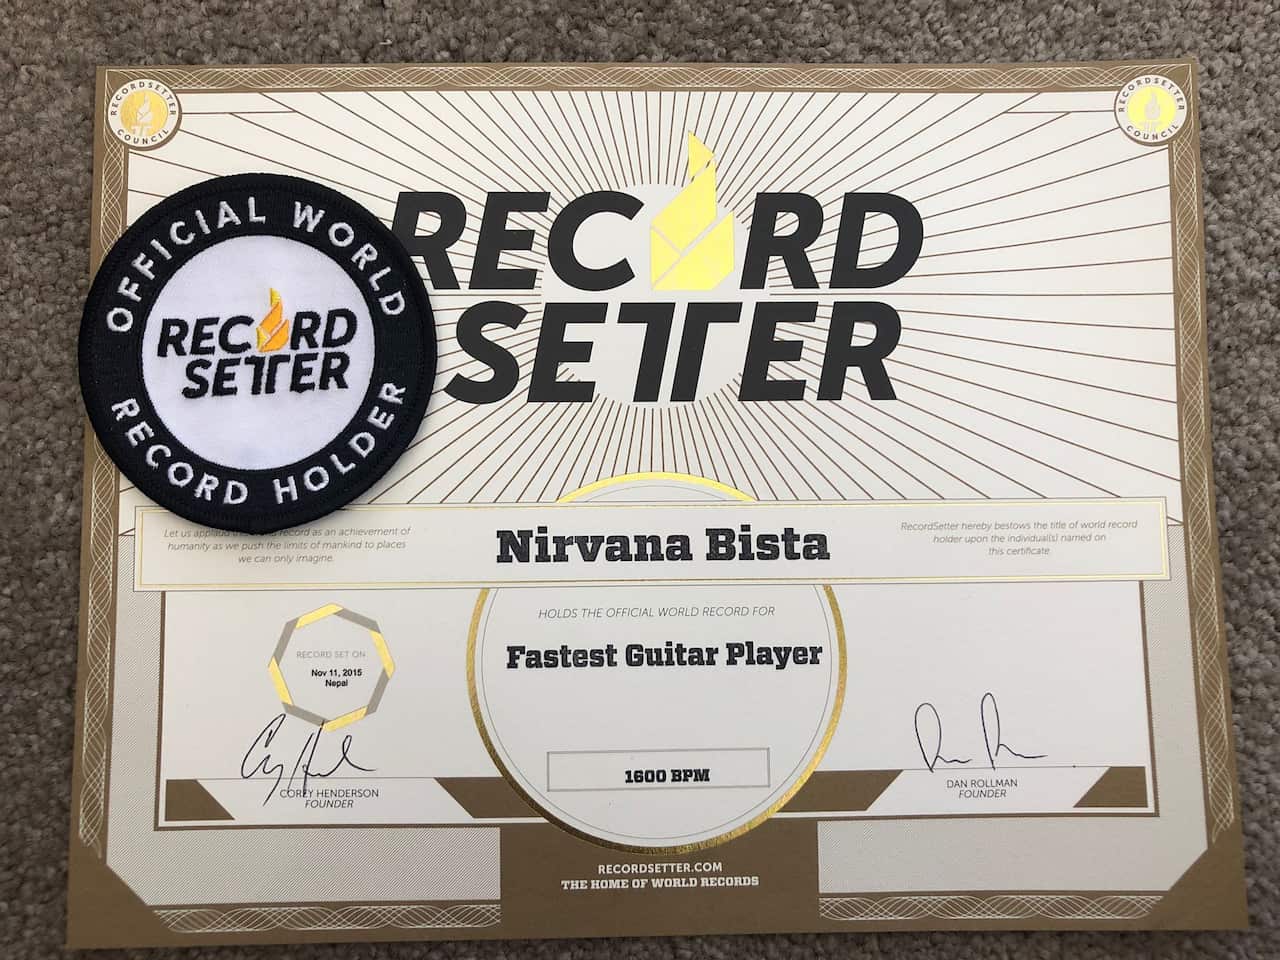 RECORDSETTER COUNCIL
RECORDSETTER COUNCIL
RECORD
SETTER
OFFICIAL WORLD
RECORD
SETTER
RECORD HOLDER
Let us applaud record as an achievement of
humanity as we push the limits of mankind to places
we can only imagine.
Nirvana Bista
RecordSetter hereby bestows the title of world record
holder upon the individual(s) named on
this certificate.
HOLDS THE OFFICIAL WORLD RECORD FOR
Fastest Guitar Player
RECORD SET ON
Nov 11, 2015
Nepal
1600 BPM
COREY HENDERSON
FOUNDER
DAN ROLLMAN
FOUNDER
RECORDSETTER.COM
THE HOME OF WORLD RECORDS